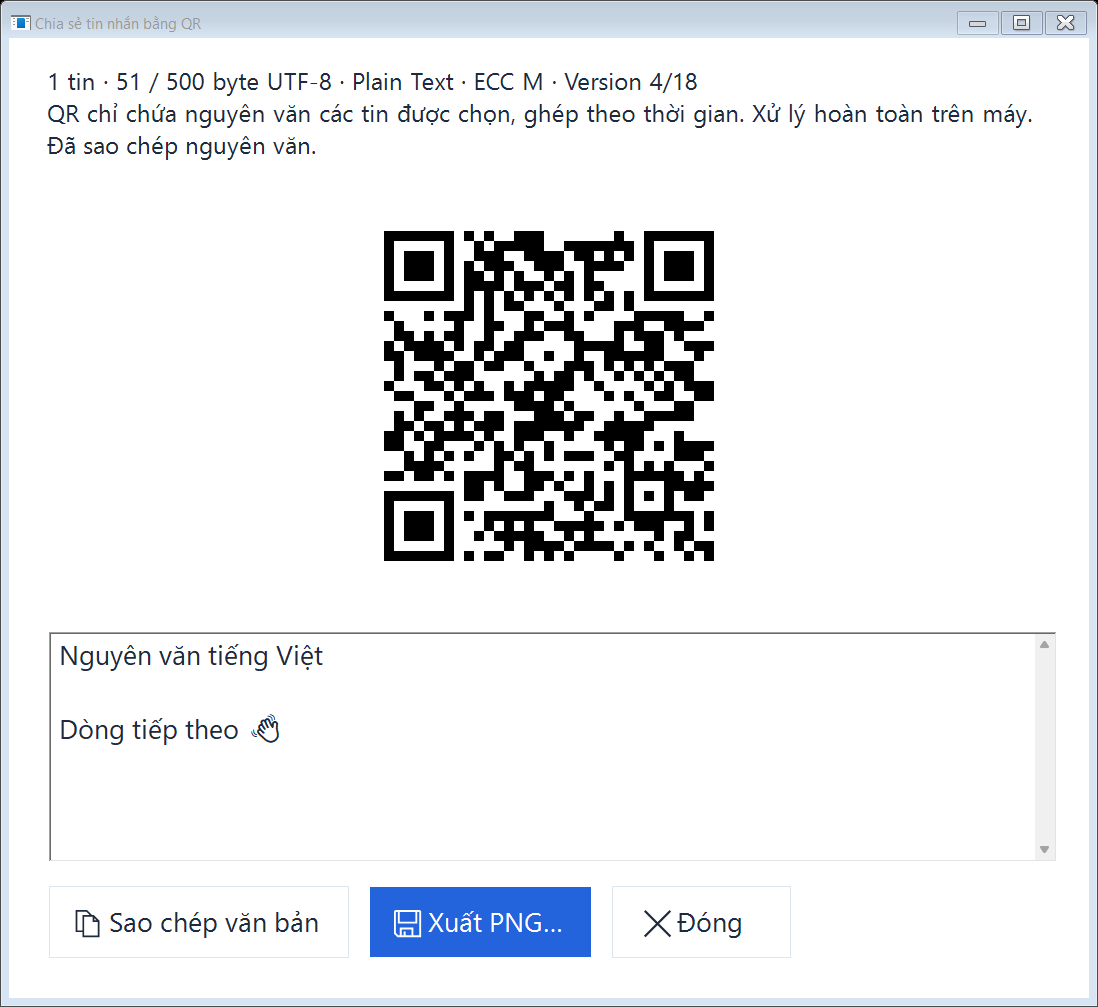 Chia sẻ tin nhắn bằng QR
1 tin · 51 / 500 byte UTF-8 · Plain Text · ECC M · Version 4/18
QR chỉ chứa nguyên văn các tin được chọn, ghép theo thời gian. Xử lý hoàn toàn trên máy.
Đã sao chép nguyên văn.
Nguyên văn tiếng Việt
Dòng tiếp theo 👋
Sao chép văn bản
Xuất PNG...
Đóng